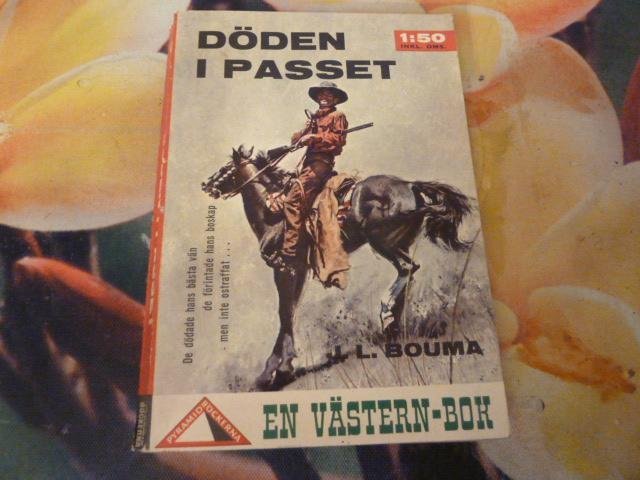 DÖDEN
I PASSET
1:50
INKL. OMS.
De dödade hans bästa vän
de förintade hans boskap
- men inte ostraffat...
J. L. BOUMA
PYRAMIDBÖCKERNA
EN VÄSTERN-BOK